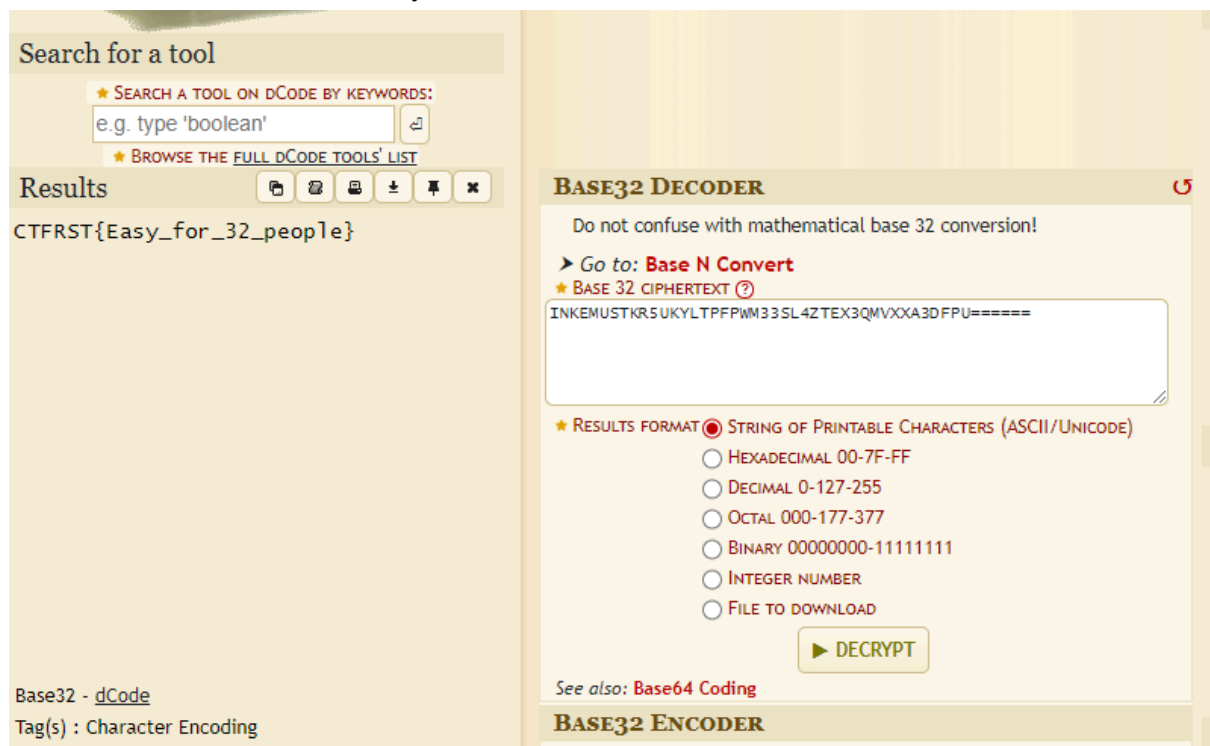 Search for a tool
★ SEARCH A TOOL ON DCODE BY KEYWORDS:
e.g. type 'boolean'
★ BROWSE THE FULL DCODE TOOLS' LIST
Results
CTFRST{Easy_for_32_people}
Base32 - dCode
Tag(s) : Character Encoding
BASE32 DECODER
Do not confuse with mathematical base 32 conversion!
➤ Go to: Base N Convert
★ BASE 32 CIPHERTEXT ?
INKEMUSTKR5UKYLTPFPWM33SL4ZTEX3QMVXXA3DFPU======
★ RESULTS FORMAT STRING OF PRINTABLE CHARACTERS (ASCII/UNICODE)
HEXADECIMAL 00-7F-FF
DECIMAL 0-127-255
OCTAL 000-177-377
BINARY 00000000-11111111
INTEGER NUMBER
FILE TO DOWNLOAD
► DECRYPT
See also: Base64 Coding
BASE32 ENCODER